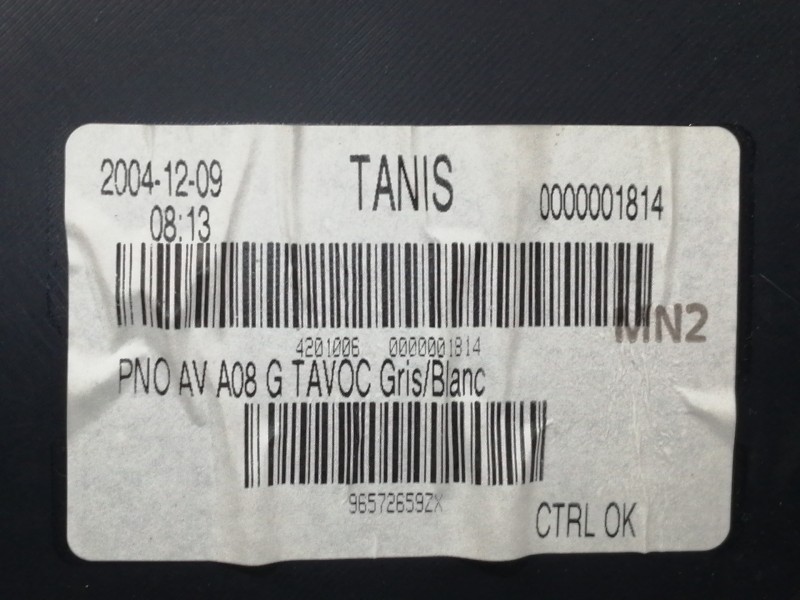 2004-12-09 TANIS 0000001814
08:13
MN2
4201006 0000001814
PNO AV A08 G TAVOC Gris/Blanc
96572659ZX
CTRL OK